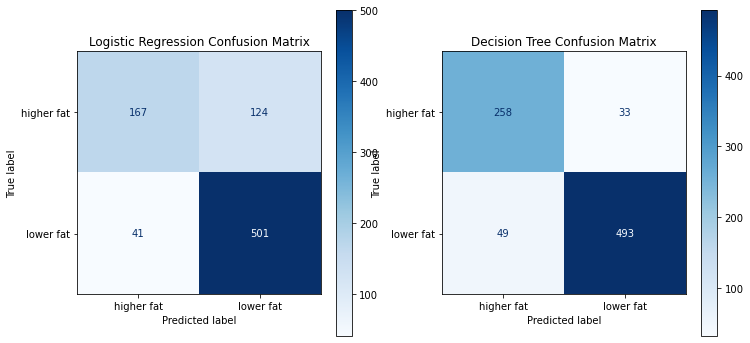 Logistic Regression Confusion Matrix
True label
higher fat
lower fat
167 124
41 501
higher fat lower fat
Predicted label
500
400
300
200
100
Decision Tree Confusion Matrix
True label
higher fat
lower fat
258 33
49 493
higher fat lower fat
Predicted label
400
300
200
100